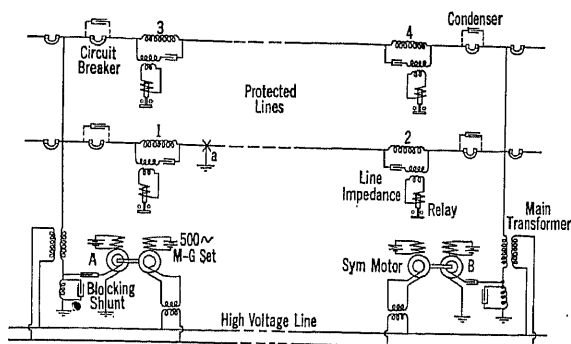 3
4
Condenser
Circuit
Breaker
Protected
Lines
1
a
2
Line
Impedance
Relay
Main
Transformer
500~
M-G Set
A
Sym Motor
B
Blocking
Shunt
High Voltage Line